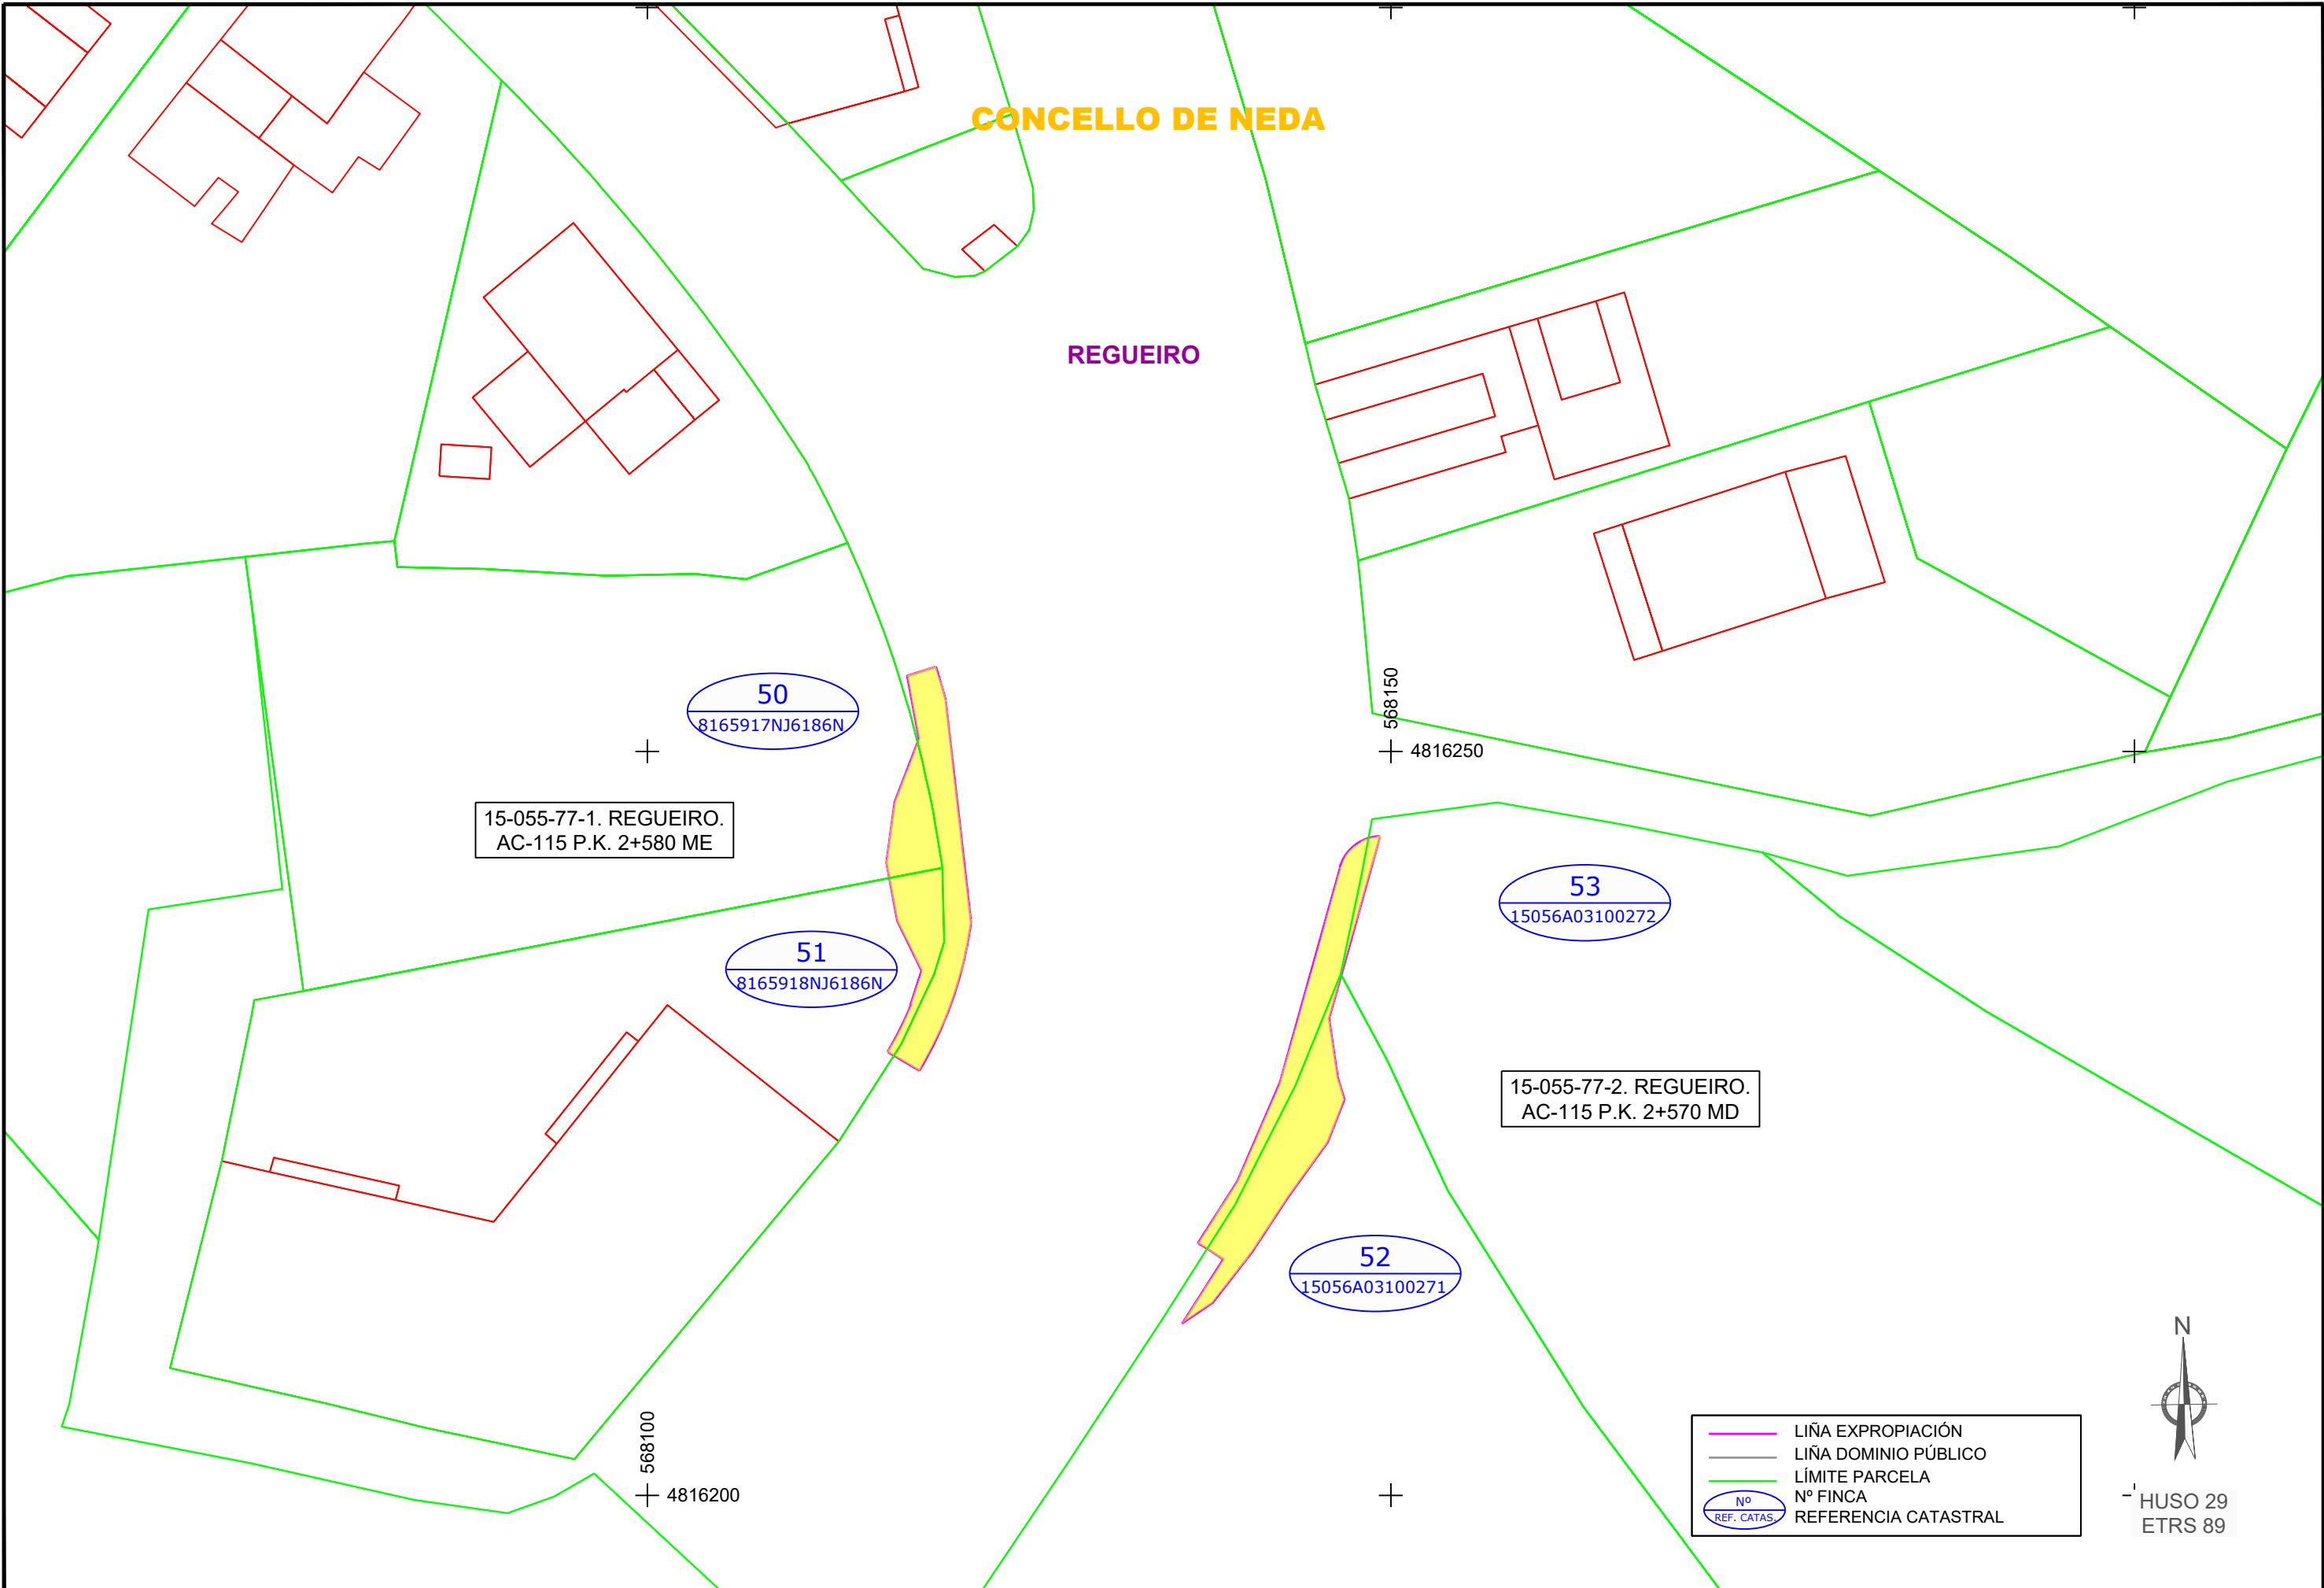 CONCELLO DE NEDA
REGUEIRO
50
8165917NJ6186N
568150
4816250
15-055-77-1. REGUEIRO.
AC-115 P.K. 2+580 ME
53
15056A03100272
51
8165918NJ6186N
15-055-77-2. REGUEIRO.
AC-115 P.K. 2+570 MD
52
15056A03100271
N
568100
4816200
LIÑA EXPROPIACIÓN
LIÑA DOMINIO PÚBLICO
LÍMITE PARCELA
Nº
REF. CATAS.
Nº FINCA
REFERENCIA CATASTRAL
HUSO 29
ETRS 89